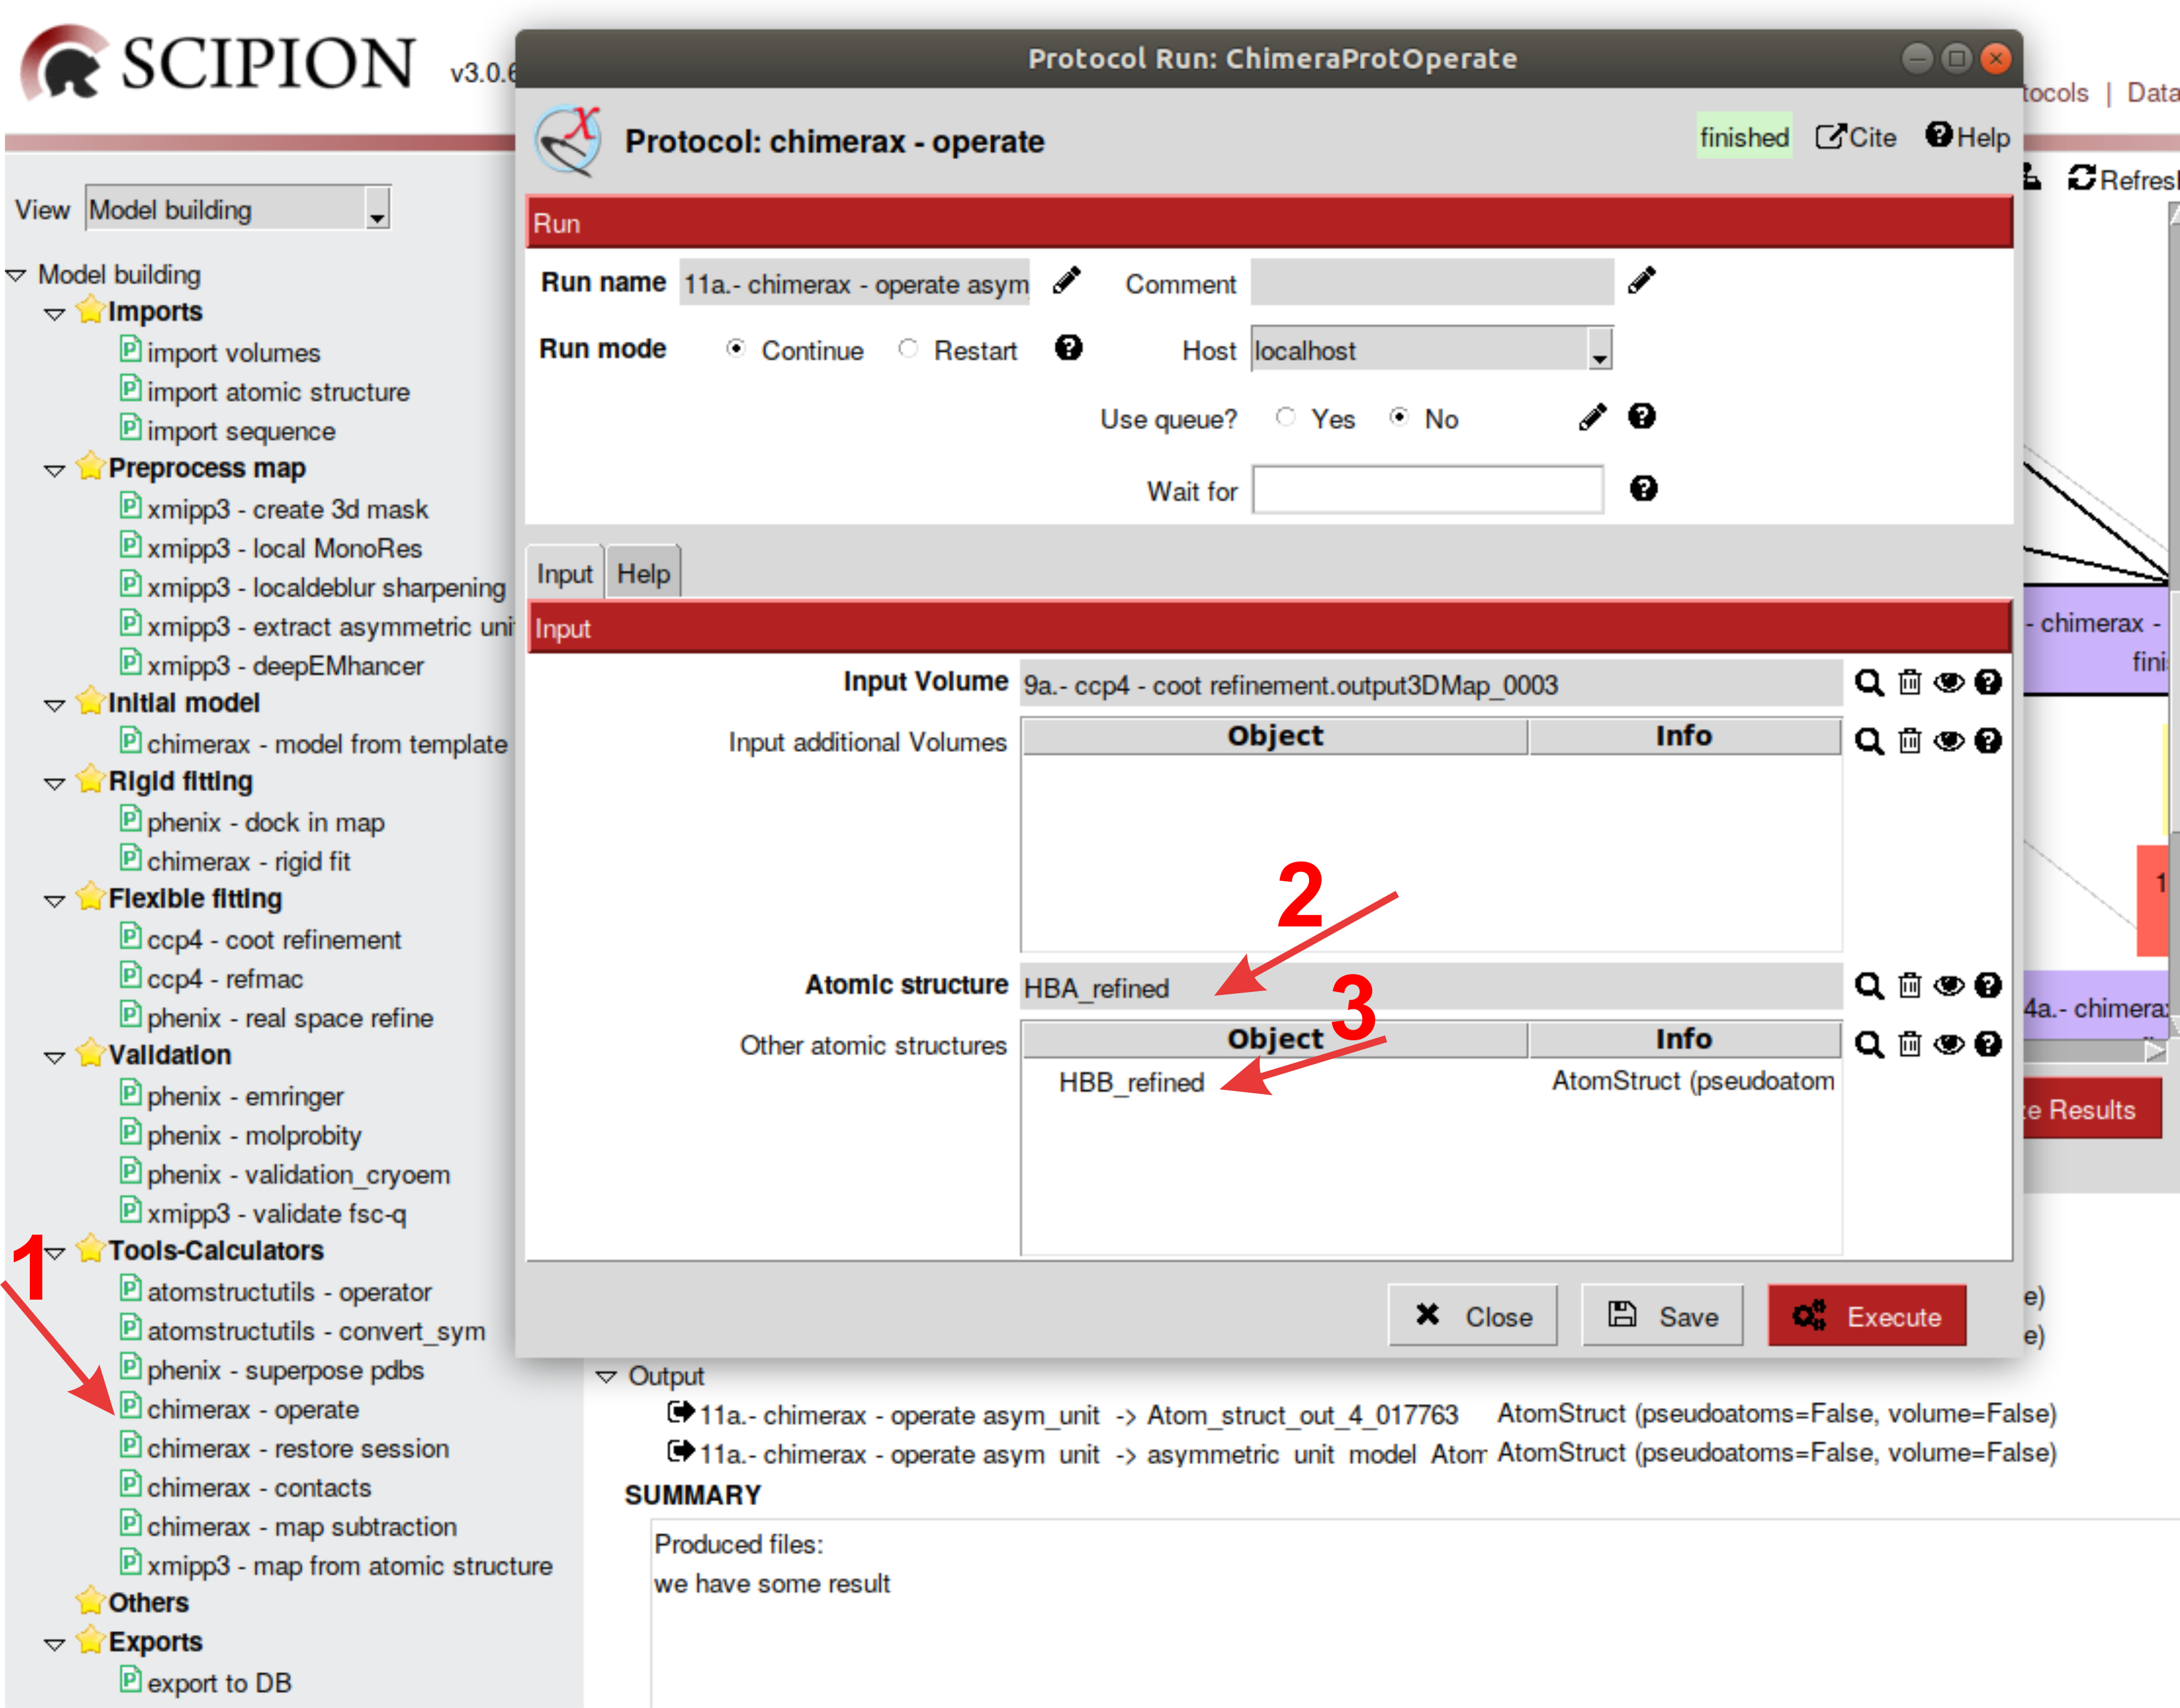 SCIPION v3.0.6
Protocol Run: ChimeraProtOperate
tocols | Data
Protocol: chimerax - operate
finished Cite Help
Refresh
View Model building
Run
Run name 11a.- chimerax - operate asym
Comment
Run mode Continue Restart
Host localhost
Use queue? Yes No
Wait for
Model building
Imports
import volumes
import atomic structure
import sequence
Preprocess map
xmipp3 - create 3d mask
xmipp3 - local MonoRes
xmipp3 - localdeblur sharpening
xmipp3 - extract asymmetric uni
xmipp3 - deepEMhancer
Initial model
chimerax - model from template
Rigid fitting
phenix - dock in map
chimerax - rigid fit
Flexible fitting
ccp4 - coot refinement
ccp4 - refmac
phenix - real space refine
Validation
phenix - emringer
phenix - molprobity
phenix - validation_cryoem
xmipp3 - validate fsc-q
1
Tools-Calculators
atomstructutils - operator
atomstructutils - convert_sym
phenix - superpose pdbs
chimerax - operate
chimerax - restore session
chimerax - contacts
chimerax - map subtraction
xmipp3 - map from atomic structure
Others
Exports
export to DB
Input Help
Input
Input Volume 9a.- ccp4 - coot refinement.output3DMap_0003
Input additional Volumes
Object Info
2
Atomic structure HBA_refined
3
Other atomic structures
Object Info
HBB_refined AtomStruct (pseudoatom
Close Save Execute
- chimerax -
fini
1
4a.- chimera
e Results
e)
e)
Output
11a.- chimerax - operate asym_unit -> Atom_struct_out_4_017763 AtomStruct (pseudoatoms=False, volume=False)
11a.- chimerax - operate asym_unit -> asymmetric_unit_model_Atom AtomStruct (pseudoatoms=False, volume=False)
SUMMARY
Produced files:
we have some result